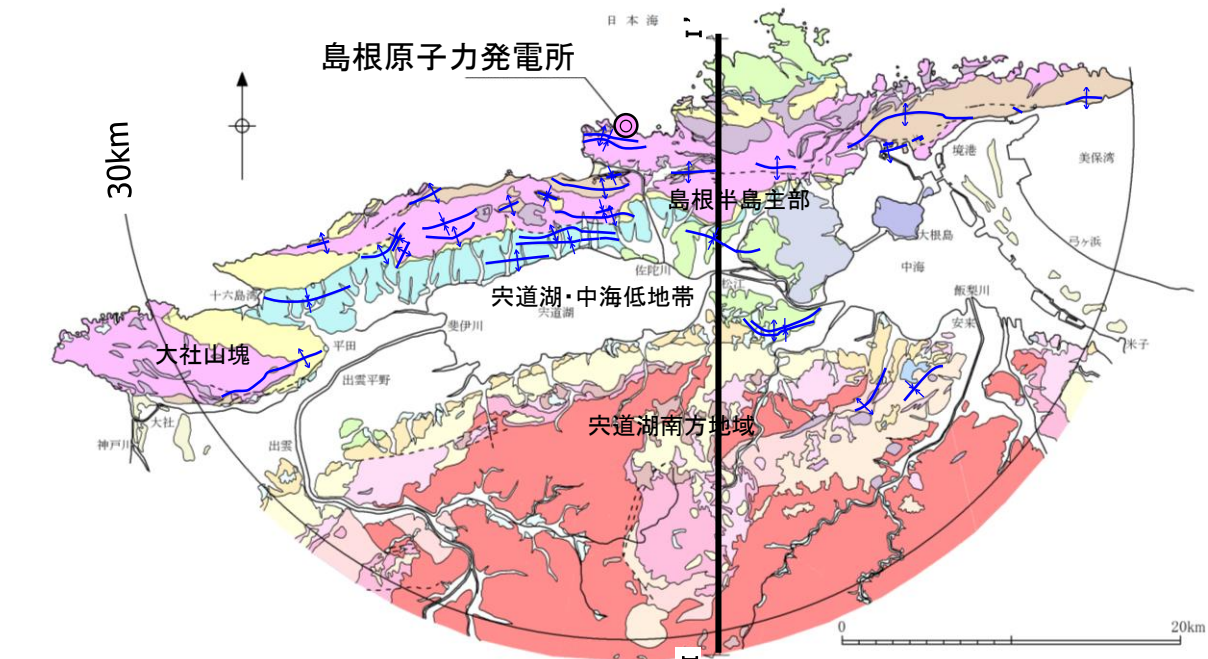 日本海
I'
島根原子力発電所
30km
境港
美保湾
島根半島主部
大根島
弓ヶ浜
佐陀川
中海
十六島湾
松江
飯梨川
宍道湖・中海低地帯
宍道湖
斐伊川
安来
平田
米子
大社山塊
出雲平野
大社
宍道湖南方地域
神戸川
出雲
0
20km